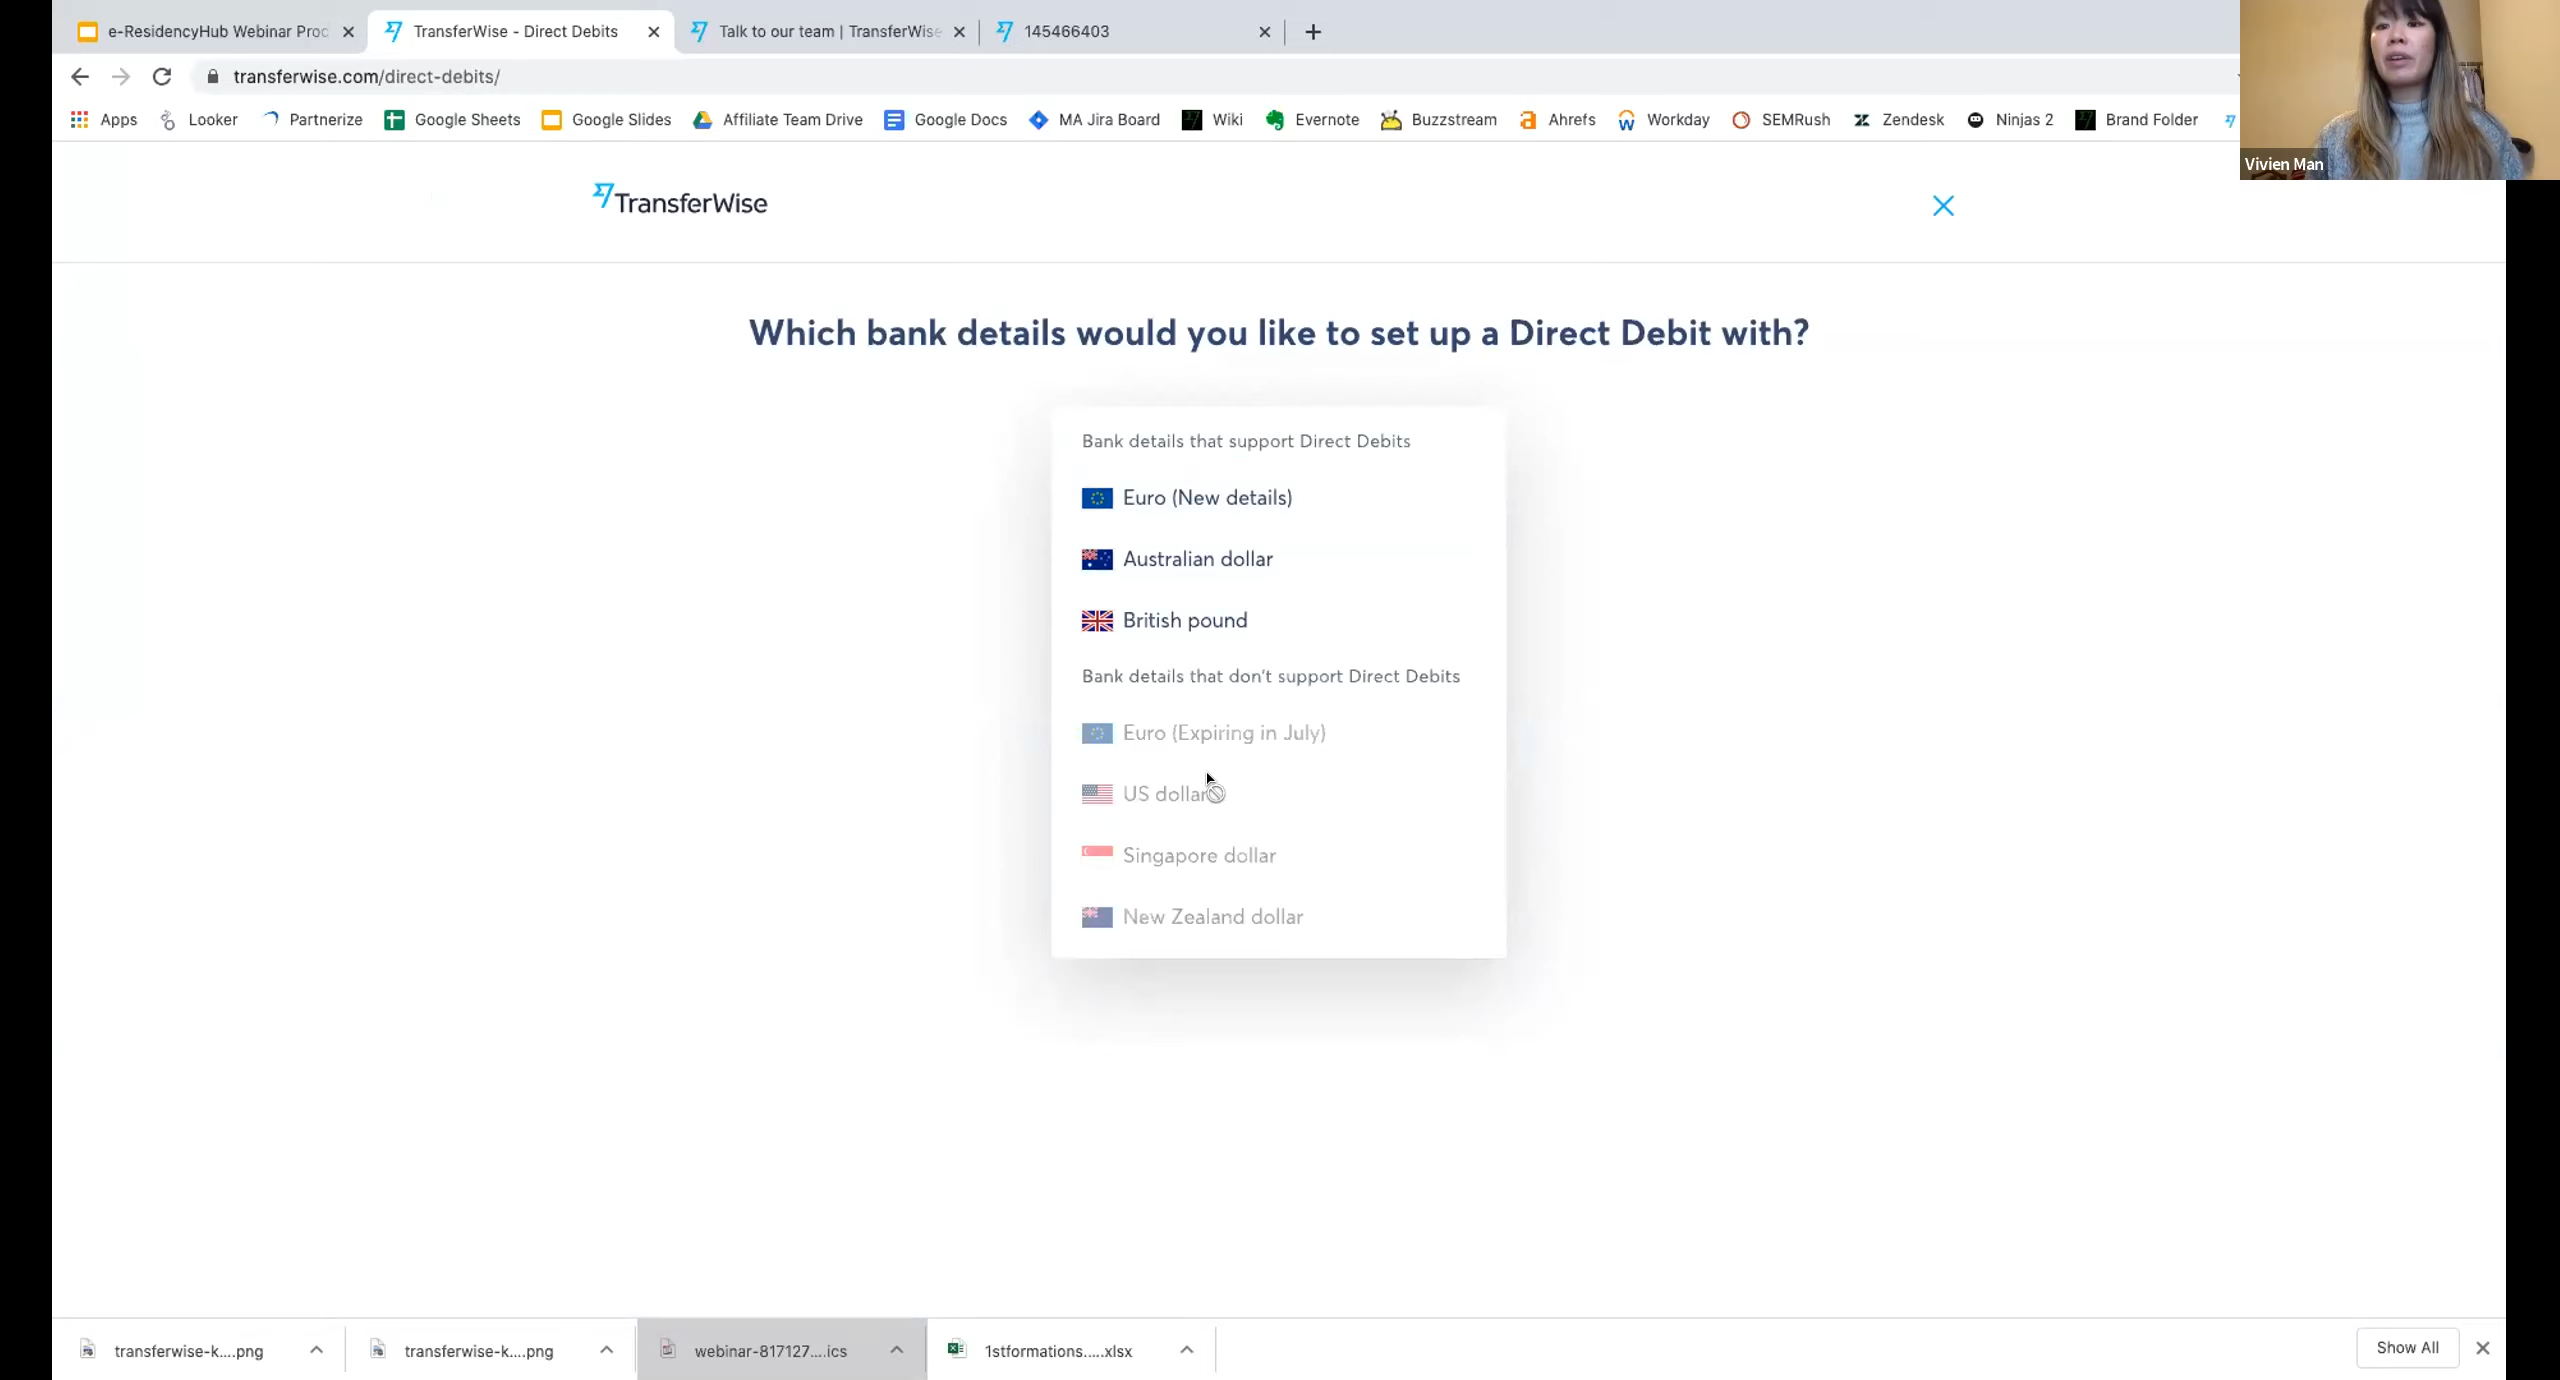 e-ResidencyHub Webinar Proc
TransferWise - Direct Debits
Talk to our team | TransferWise
145466403
transferwise.com/direct-debits/
Apps
Looker
Partnerize
Google Sheets
Google Slides
Affiliate Team Drive
Google Docs
MA Jira Board
Wiki
Evernote
Buzzstream
Ahrefs
Workday
SEMRush
Zendesk
Ninjas 2
Brand Folder
Vivien Man
TransferWise
Which bank details would you like to set up a Direct Debit with?
Bank details that support Direct Debits
Euro (New details)
Australian dollar
British pound
Bank details that don't support Direct Debits
Euro (Expiring in July)
US dollar
Singapore dollar
New Zealand dollar
transferwise-k....png
transferwise-k....png
webinar-817127....ics
1stformations.....xlsx
Show All